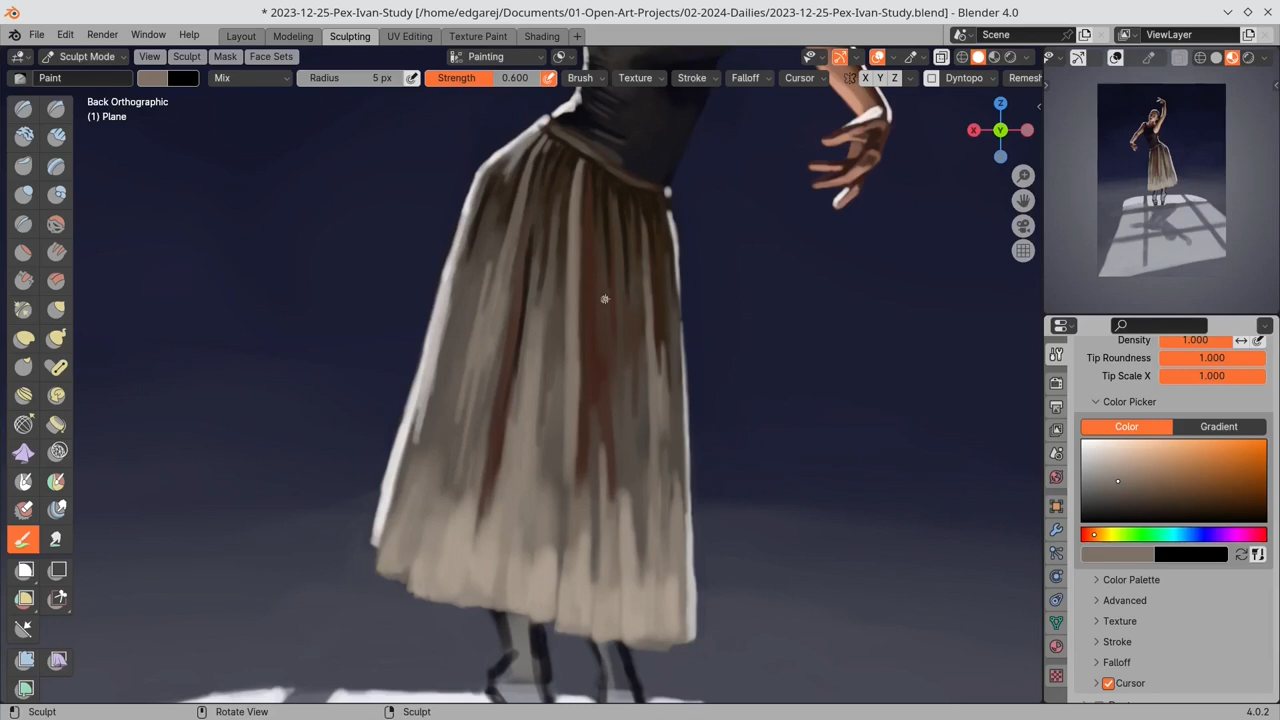 * 2023-12-25-Pex-Ivan-Study [/home/edgarej/Documents/01-Open-Art-Projects/02-2024-Dailies/2023-12-25-Pex-Ivan-Study.blend] - Blender 4.0
File Edit Render Window Help Layout Modeling Sculpting UV Editing Texture Paint Shading Scene ViewLayer
Sculpt Mode View Sculpt Mask Face Sets Painting
Paint Mix Radius 5 px Strength 0.600 Brush Texture Stroke Falloff Cursor X Y Z Dyntopo Remesh
Back Orthographic
(1) Plane
Z
X Y
Density 1.000
Tip Roundness 1.000
Tip Scale X 1.000
Color Picker
Color Gradient
Color Palette
Advanced
Texture
Stroke
Falloff
Cursor
Sculpt Rotate View Sculpt 4.0.2